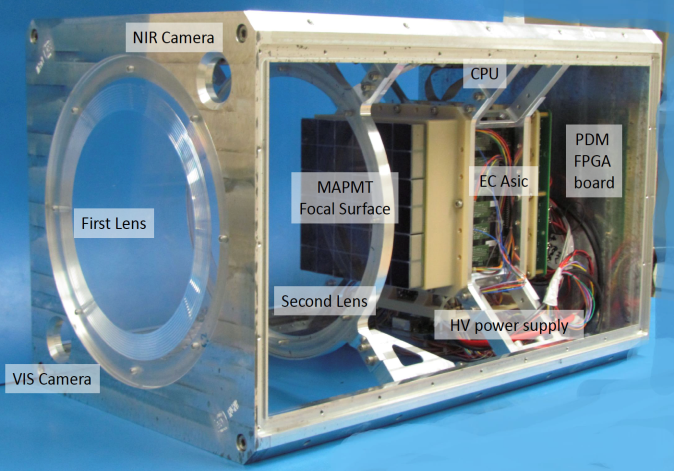 NIR Camera
CPU
PDM
FPGA
board
MAPMT
Focal Surface
EC Asic
First Lens
Second Lens
HV power supply
VIS Camera